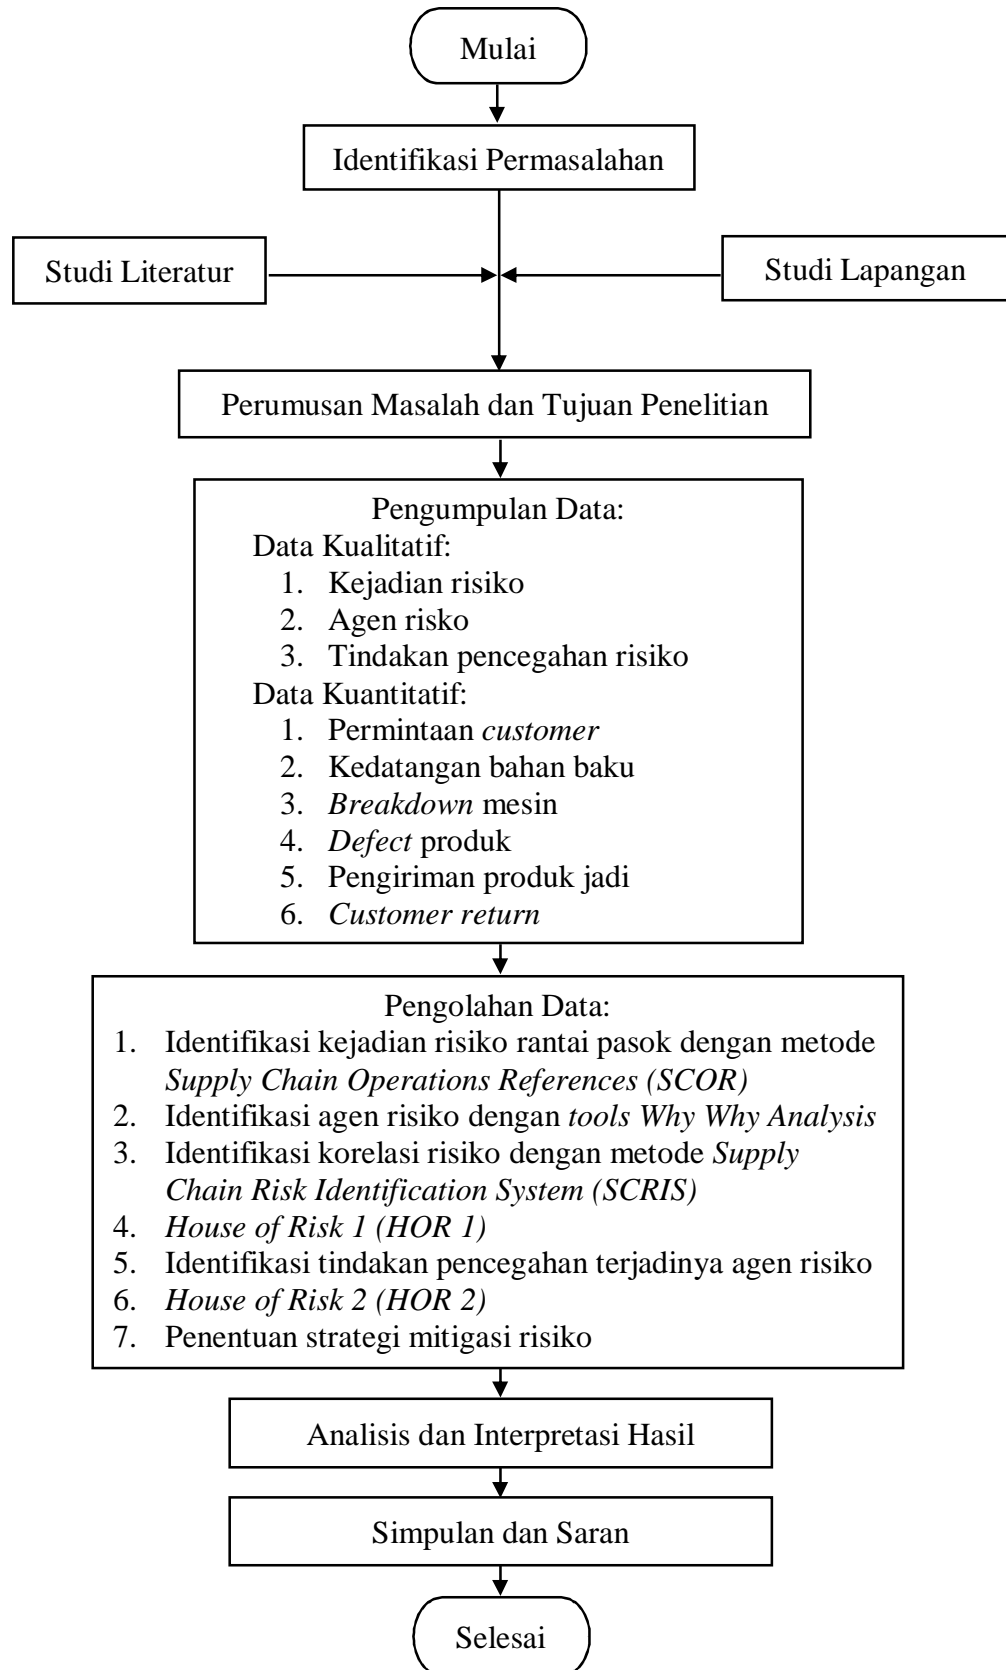 Mulai
Identifikasi Permasalahan
Studi Literatur
Studi Lapangan
Perumusan Masalah dan Tujuan Penelitian
Pengumpulan Data:
Data Kualitatif:
1. Kejadian risiko
2. Agen risko
3. Tindakan pencegahan risiko
Data Kuantitatif:
1. Permintaan customer
2. Kedatangan bahan baku
3. Breakdown mesin
4. Defect produk
5. Pengiriman produk jadi
6. Customer return
Pengolahan Data:
1. Identifikasi kejadian risiko rantai pasok dengan metode
Supply Chain Operations References (SCOR)
2. Identifikasi agen risiko dengan tools Why Why Analysis
3. Identifikasi korelasi risiko dengan metode Supply
Chain Risk Identification System (SCRIS)
4. House of Risk 1 (HOR 1)
5. Identifikasi tindakan pencegahan terjadinya agen risiko
6. House of Risk 2 (HOR 2)
7. Penentuan strategi mitigasi risiko
Analisis dan Interpretasi Hasil
Simpulan dan Saran
Selesai